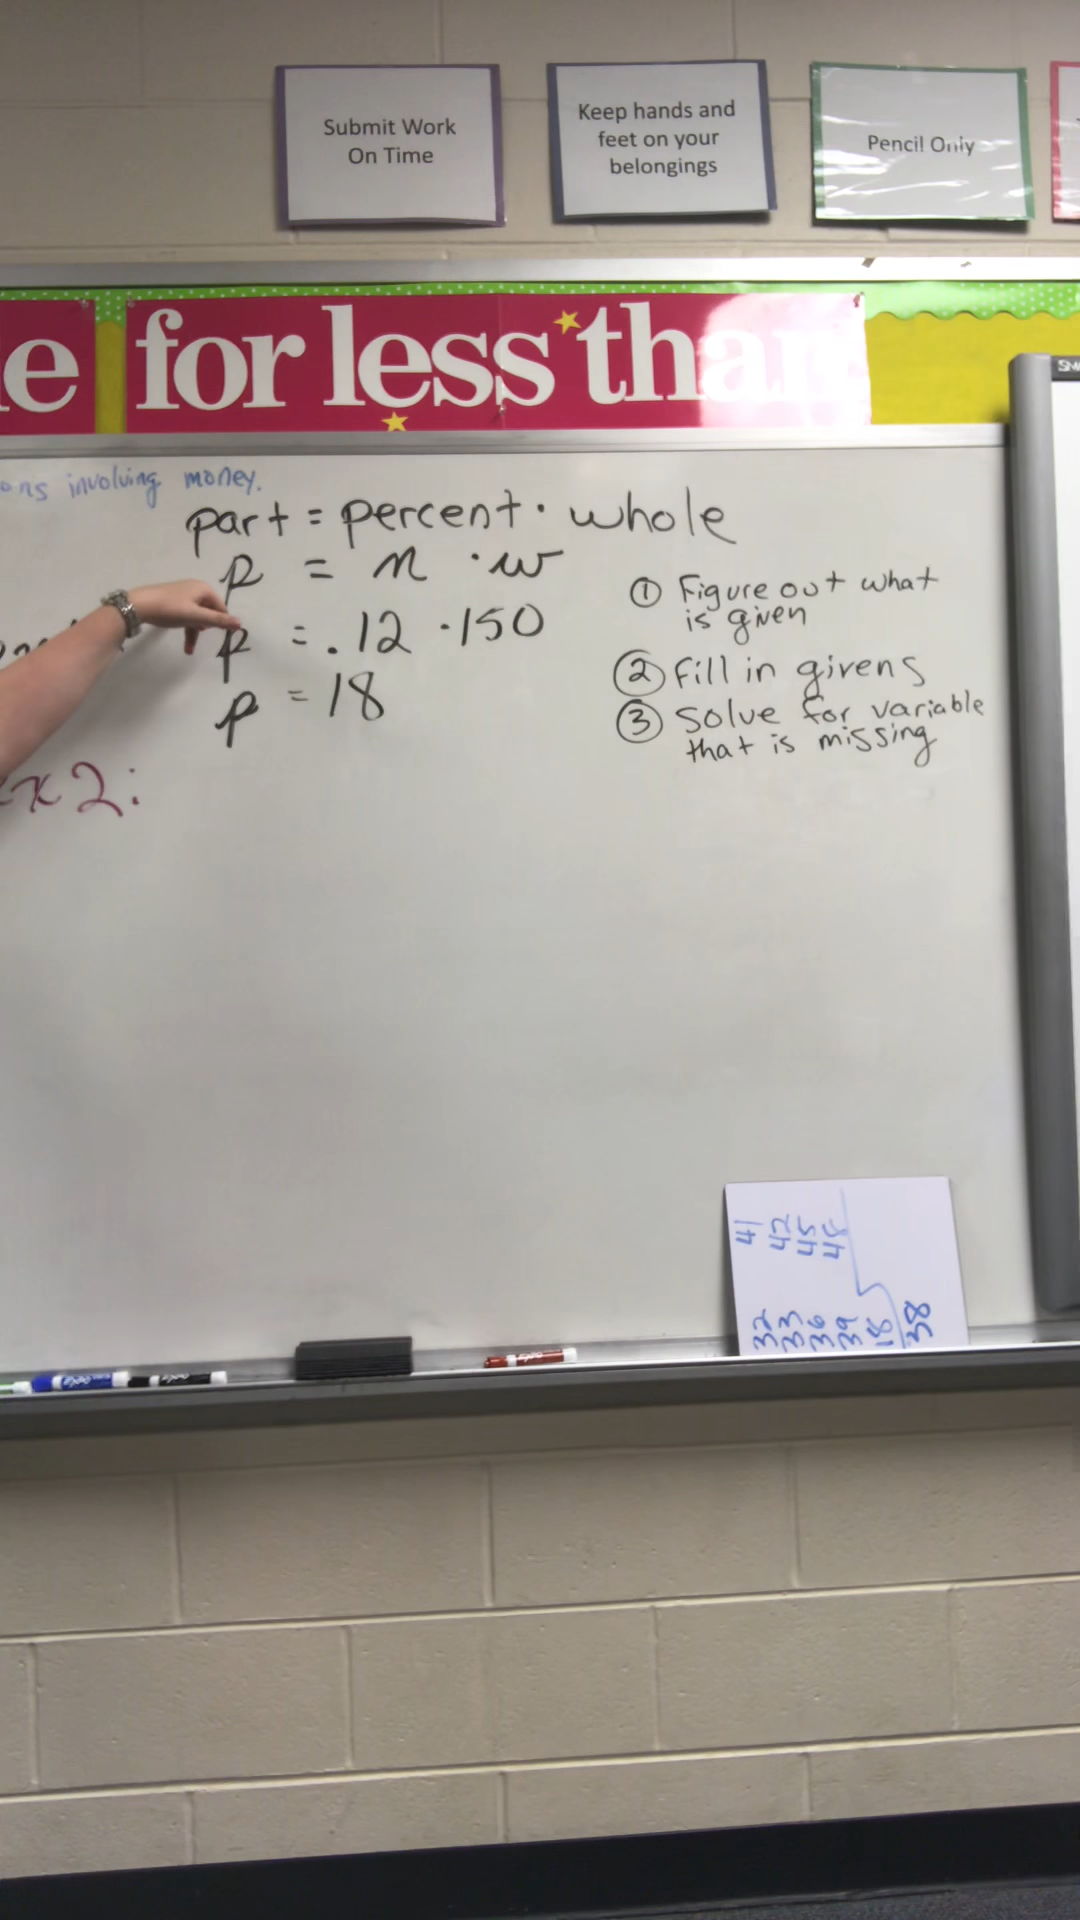 Submit Work
On Time
Keep hands and
feet on your
belongings
Pencil Only
for less than
involving money.
part = percent · whole
p = n · w
p = .12 · 150
p = 18
① Figure out what
is given
② Fill in givens
③ Solve for variable
that is missing
x 2:
41
42
45
48
32
33
36
39
18
38